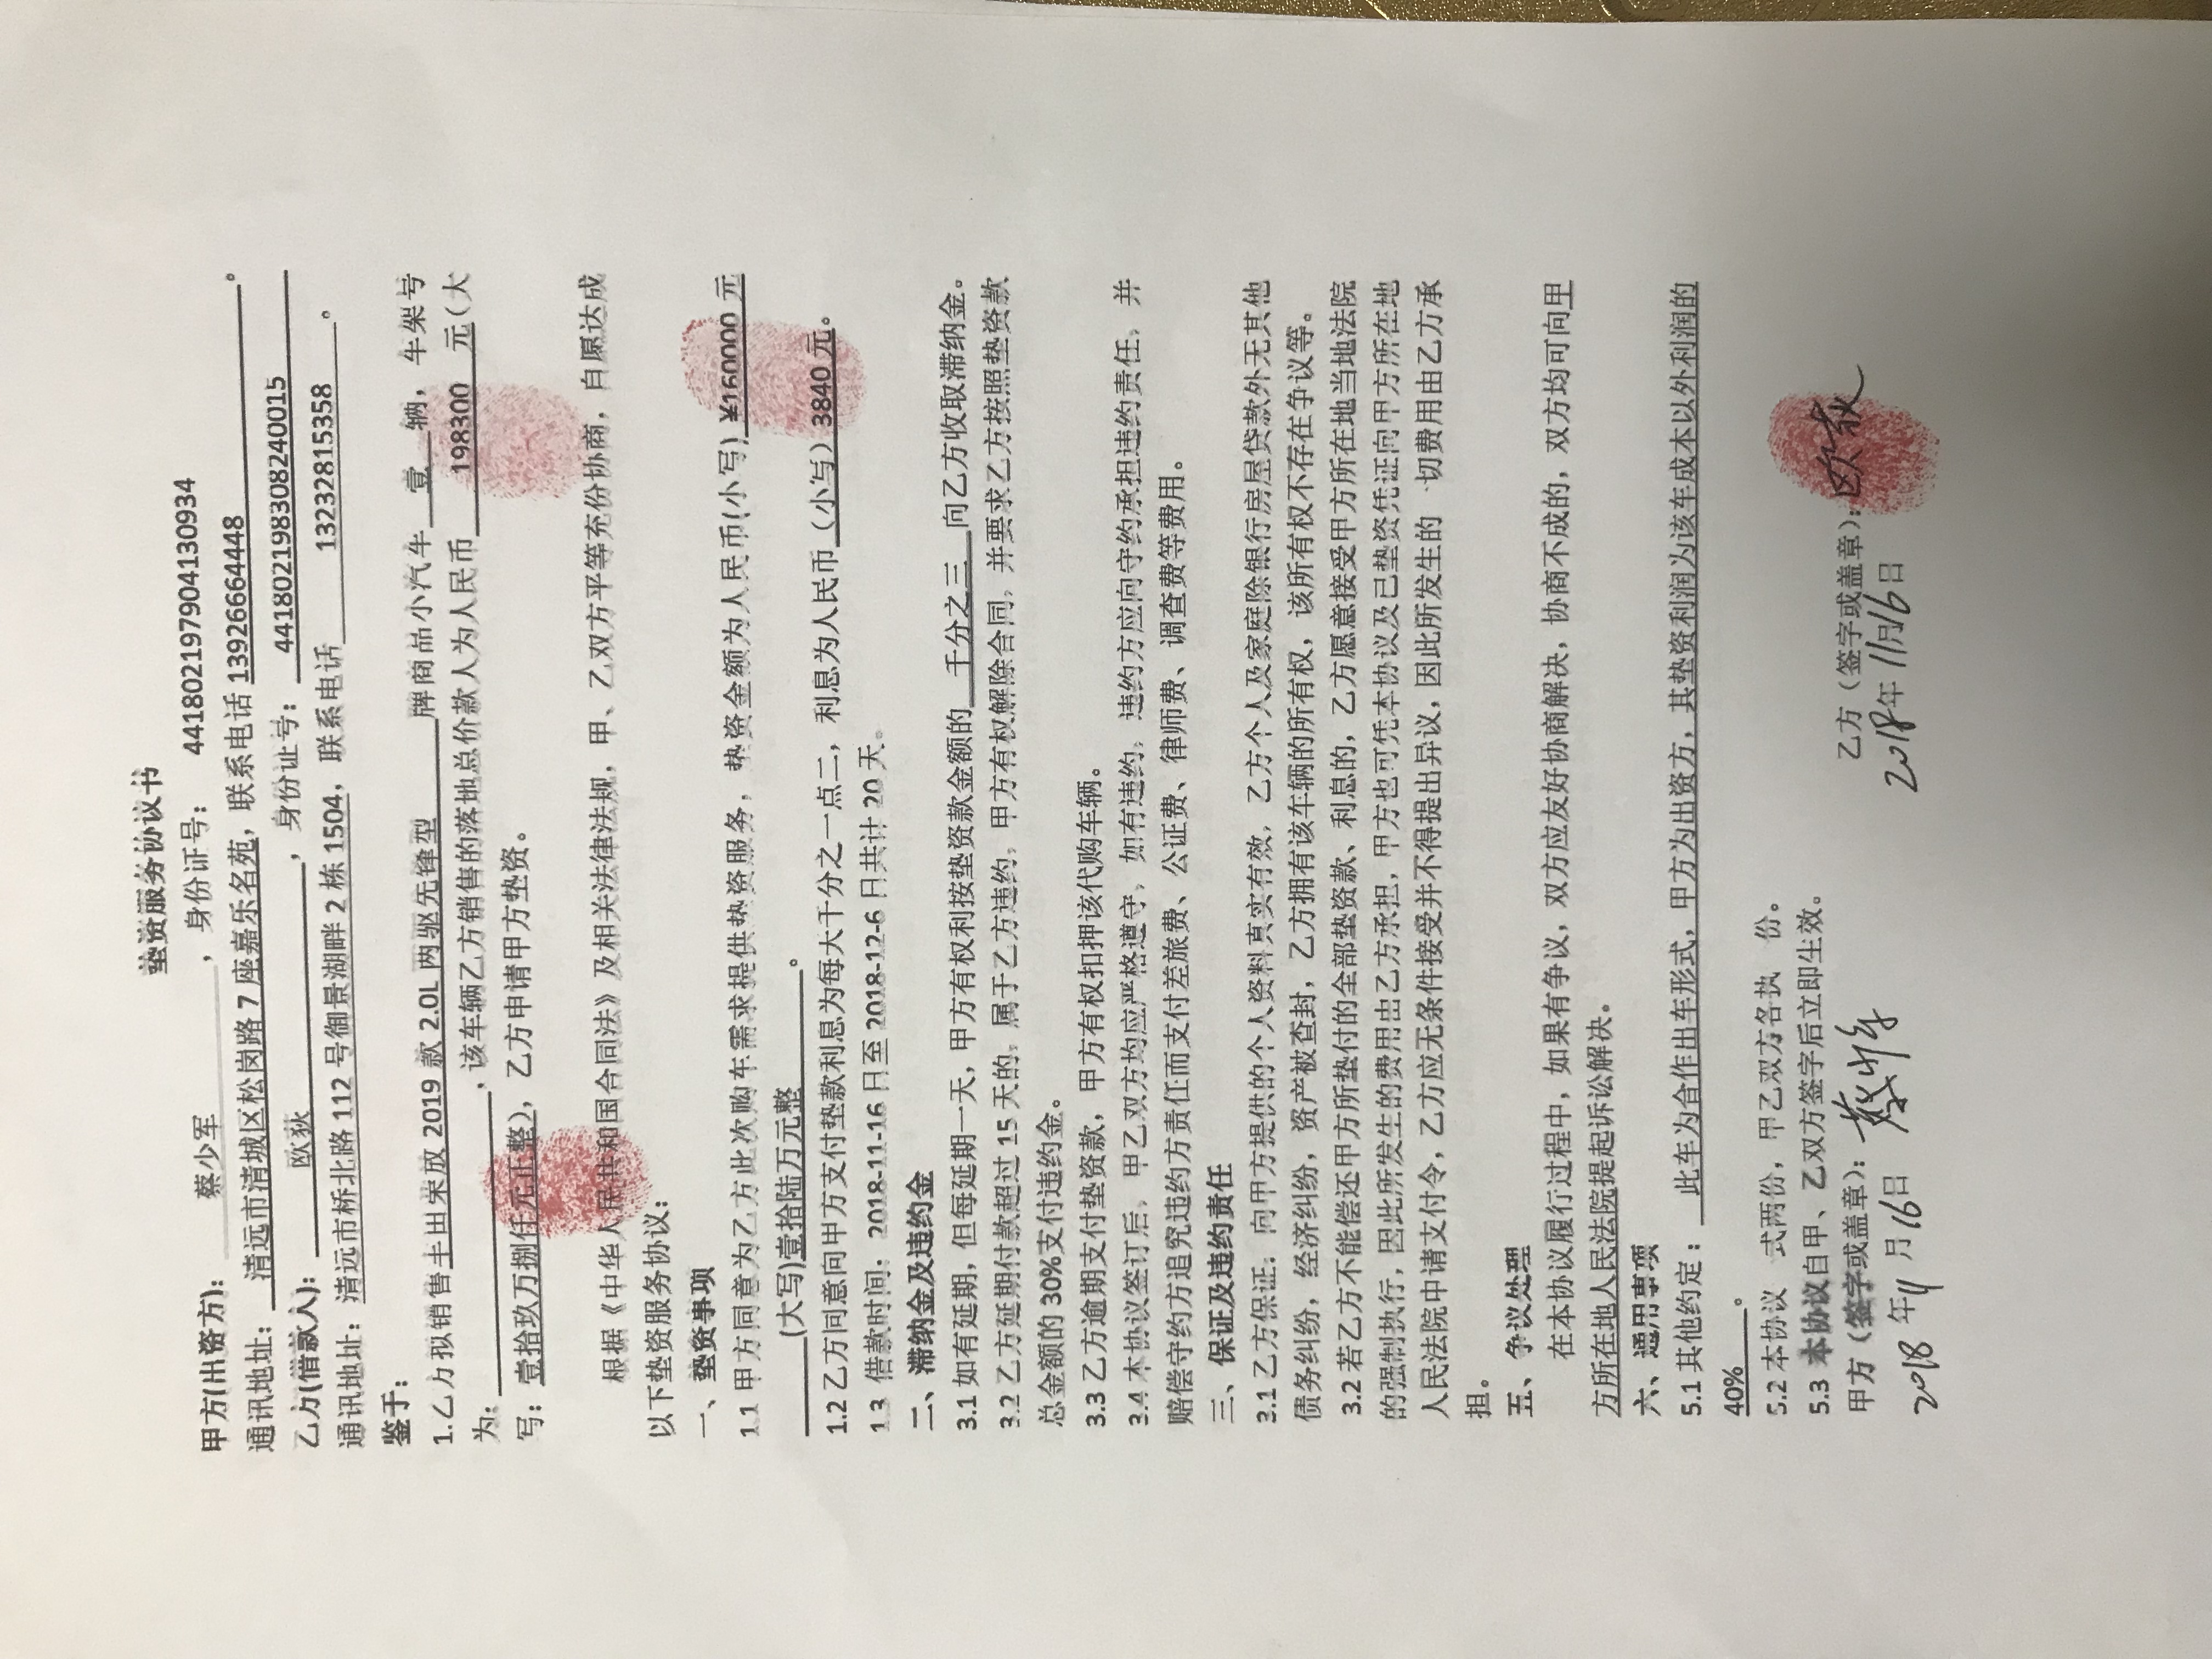 垫资服务协议书
甲方(出资方): 蔡少军 ，身份证号: 441802197904130934
通讯地址: 清远市清城区松岗路 7 座嘉乐名苑，联系电话 13926664448 。
乙方(借款人): 欧荻 ，身份证号: 441802198308240015
通讯地址: 清远市桥北路 112 号御景湖畔 2 栋 1504，联系电话 13232815358 。
鉴于:
1.乙方拟销售丰田荣放 2019 款 2.0L 两驱先锋型 牌商品小汽车 壹 辆，车架号
为: ，该车辆乙方销售的落地总价款人为人民币 198300 元（大
写: 壹拾玖万捌仟元正整），乙方申请甲方垫资。
根据《中华人民共和国合同法》及相关法律法规，甲、乙双方平等充份协商，自愿达成
以下垫资服务协议:
一、垫资事项
1.1 甲方同意为乙方此次购车需求提供垫资服务，垫资金额为人民币(小写) ¥160000 元
(大写)壹拾陆万元整 。
1.2 乙方同意向甲方支付垫款利息为每天千分之一点二，利息为人民币（小写）3840 元。
1.3 借款时间: 2018-11-16 日至 2018-12-6 日共计 20 天。
二、滞纳金及违约金
3.1 如有延期，但每延期一天，甲方有权利按垫资款金额的 千分之三 向乙方收取滞纳金。
3.2 乙方延期付款超过 15 天的，属于乙方违约，甲方有权解除合同，并要求乙方按照垫资款
总金额的 30%支付违约金。
3.3 乙方逾期支付垫资款，甲方有权扣押该代购车辆。
3.4 本协议签订后，甲乙双方均应严格遵守，如有违约，违约方应向守约承担违约责任，并
赔偿守约方追究违约方责任而支付差旅费、公证费、律师费、调查费等费用。
三、保证及违约责任
3.1 乙方保证: 向甲方提供的个人资料真实有效，乙方个人及家庭除银行房屋贷款外无其他
债务纠纷，经济纠纷，资产被查封，乙方拥有该车辆的所有权，该所有权不存在争议等。
3.2 若乙方不能偿还甲方所垫付的全部垫资款、利息的，乙方愿意接受甲方所在地当地法院
的强制执行，因此所发生的费用由乙方承担，甲方也可凭本协议及已垫资凭证向甲方所在地
人民法院申请支付令，乙方应无条件接受并不得提出异议，因此所发生的一切费用由乙方承
担。
五、争议处理
在本协议履行过程中，如果有争议，双方应友好协商解决，协商不成的，双方均可向甲
方所在地人民法院提起诉讼解决。
六、通用事项
5.1 其他约定: 此车为合作出车形式，甲方为出资方，其垫资利润为该车成本以外利润的
40% 。
5.2 本协议 式两份，甲乙双方各执 份。
5.3 本协议自甲、乙双方签字后立即生效。
甲方（签字或盖章）: 蔡少军 乙方（签字或盖章）: 欧荻
2018 年 11 月 16 日 2018 年 11 月 16 日